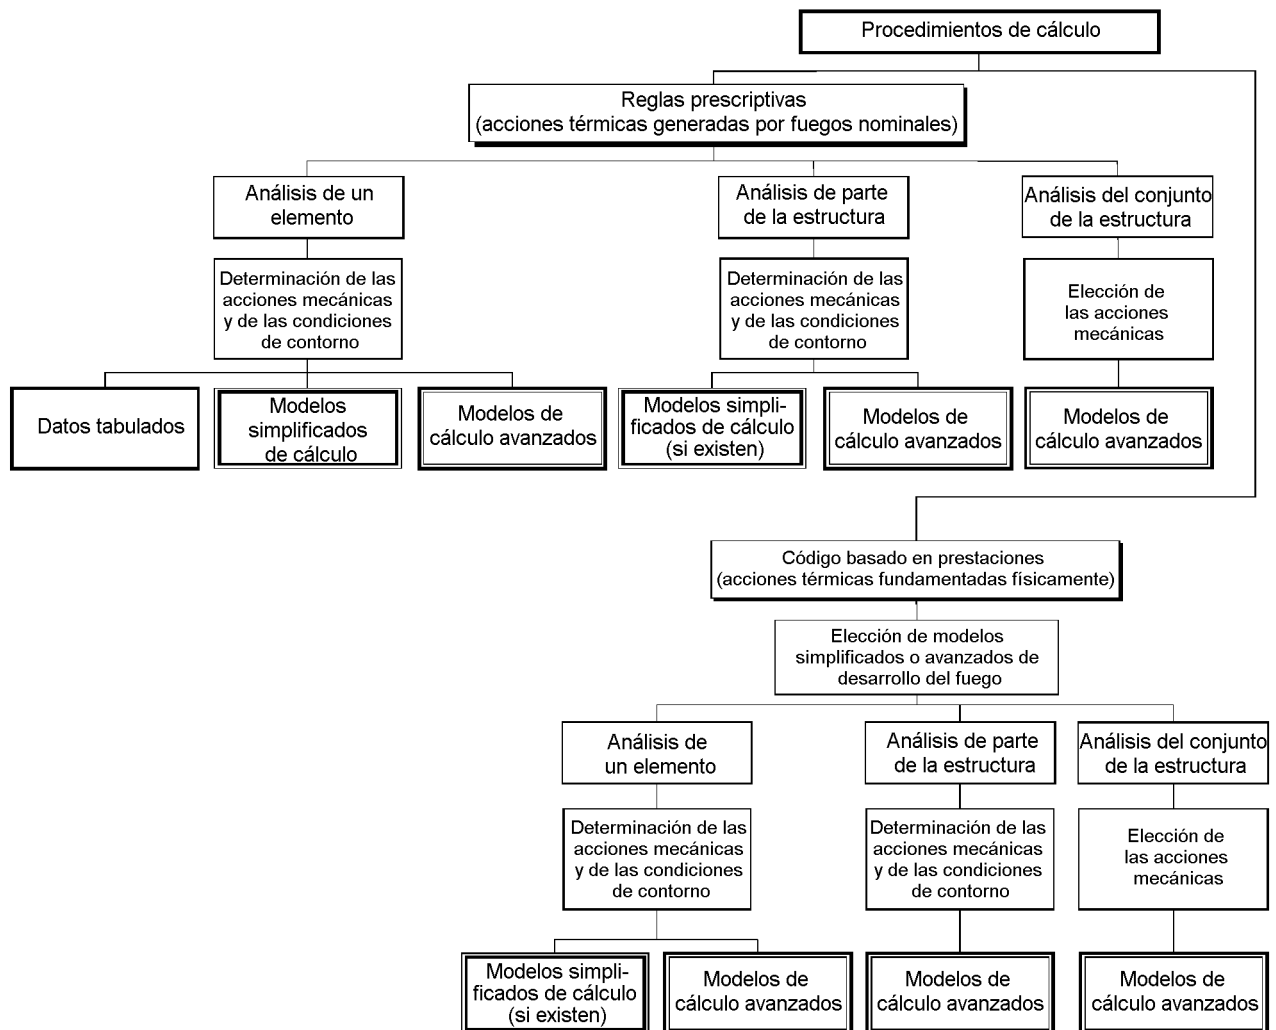 Procedimientos de cálculo
Reglas prescriptivas
(acciones térmicas generadas por fuegos nominales)
Análisis de un
elemento
Análisis de parte
de la estructura
Análisis del conjunto
de la estructura
Determinación de las
acciones mecánicas
y de las condiciones
de contorno
Determinación de las
acciones mecánicas
y de las condiciones
de contorno
Elección de
las acciones
mecánicas
Datos tabulados
Modelos
simplificados
de cálculo
Modelos de
cálculo avanzados
Modelos simpli-
ficados de cálculo
(si existen)
Modelos de
cálculo avanzados
Modelos de
cálculo avanzados
Código basado en prestaciones
(acciones térmicas fundamentadas físicamente)
Elección de modelos
simplificados o avanzados de
desarrollo del fuego
Análisis de
un elemento
Análisis de parte
de la estructura
Análisis del conjunto
de la estructura
Determinación de las
acciones mecánicas
y de las condiciones
de contorno
Determinación de las
acciones mecánicas
y de las condiciones
de contorno
Elección de
las acciones
mecánicas
Modelos simpli-
ficados de cálculo
(si existen)
Modelos de
cálculo avanzados
Modelos de
cálculo avanzados
Modelos de
cálculo avanzados